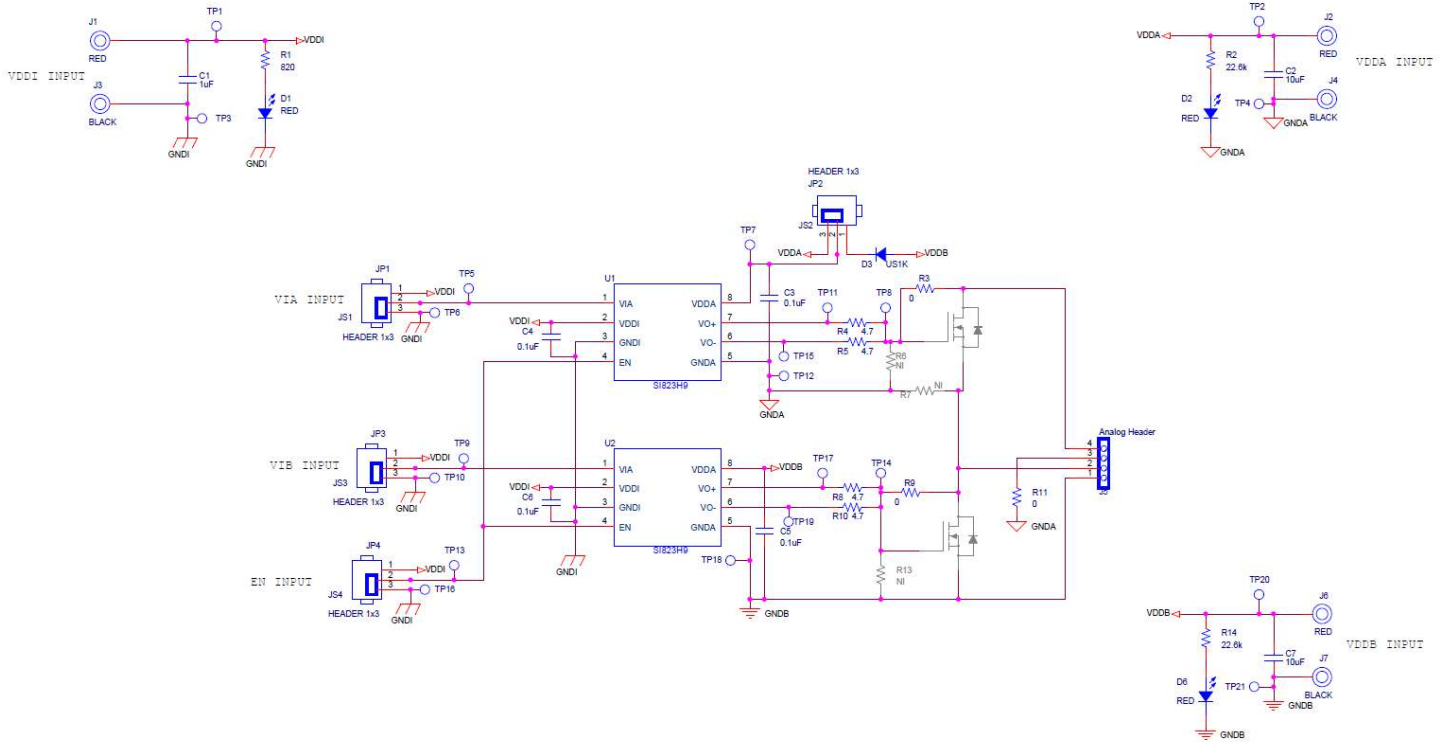 J1
RED
TP1
VDDI
R1
820
C1
1uF
VDDI INPUT
J3
BLACK
D1
RED
TP3
GNDI
GNDI
TP2
J2
VDDA
RED
R2
22.6k
VDDA INPUT
C2
10uF
J4
D2
RED
TP4
BLACK
GNDA
GNDA
HEADER 1x3
JP2
JS2
3
2
1
TP7
VDDA
D3
US1K
VDDB
JP1
TP5
U1
C3
0.1uF
TP11
TP8
R3
0
VIA INPUT
1
2
3
VDDI
JS1
TP6
HEADER 1x3
GNDI
1
VIA
VDDA
8
VDDI
2
VDDI
VO+
7
C4
0.1uF
3
GNDI
VO-
6
4
EN
GNDA
5
SI823H9
R4
4.7
R5
4.7
TP15
R6
NI
TP12
R7
NI
GNDA
JP3
TP9
U2
VIB INPUT
1
2
3
VDDI
JS3
TP10
HEADER 1x3
GNDI
1
VIA
VDDA
8
VDDB
VDDI
2
VDDI
VO+
7
C6
0.1uF
3
GNDI
VO-
6
4
EN
GNDA
5
SI823H9
TP17
TP14
R8
4.7
R9
0
R10
4.7
TP19
C5
0.1uF
TP18
R13
NI
GNDB
Analog Header
4
3
2
1
J5
R11
0
GNDA
JP4
TP13
EN INPUT
1
2
3
VDDI
JS4
TP16
HEADER 1x3
GNDI
GNDI
TP20
J6
VDDB
RED
R14
22.6k
VDDB INPUT
C7
10uF
J7
D6
RED
TP21
BLACK
GNDB
GNDB